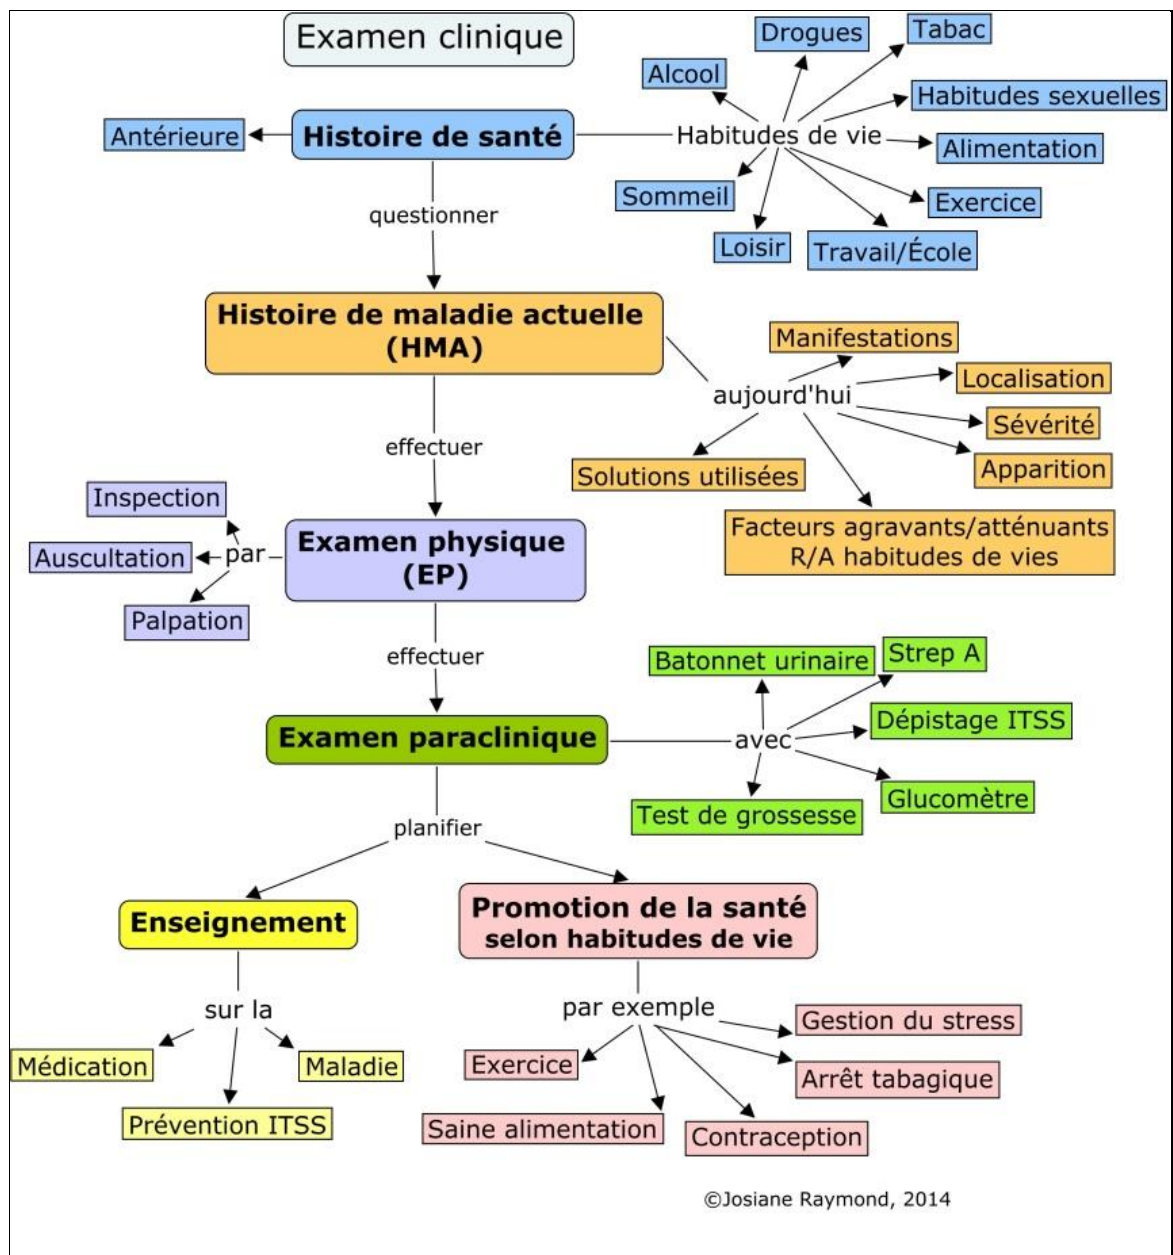 Examen clinique
Drogues
Tabac
Alcool
Habitudes sexuelles
Antérieure
Histoire de santé
Habitudes de vie
Alimentation
Sommeil
Exercice
Loisir
Travail/École
questionner
Histoire de maladie actuelle
(HMA)
Manifestations
Localisation
aujourd'hui
Sévérité
Apparition
Solutions utilisées
Facteurs agravants/atténuants
R/A habitudes de vies
effectuer
Inspection
Auscultation
par
Palpation
Examen physique
(EP)
effectuer
Batonnet urinaire
Strep A
Dépistage ITSS
Examen paraclinique
avec
Glucomètre
Test de grossesse
planifier
Enseignement
Promotion de la santé
selon habitudes de vie
sur la
Médication
Maladie
Prévention ITSS
par exemple
Gestion du stress
Exercice
Arrêt tabagique
Saine alimentation
Contraception
©Josiane Raymond, 2014